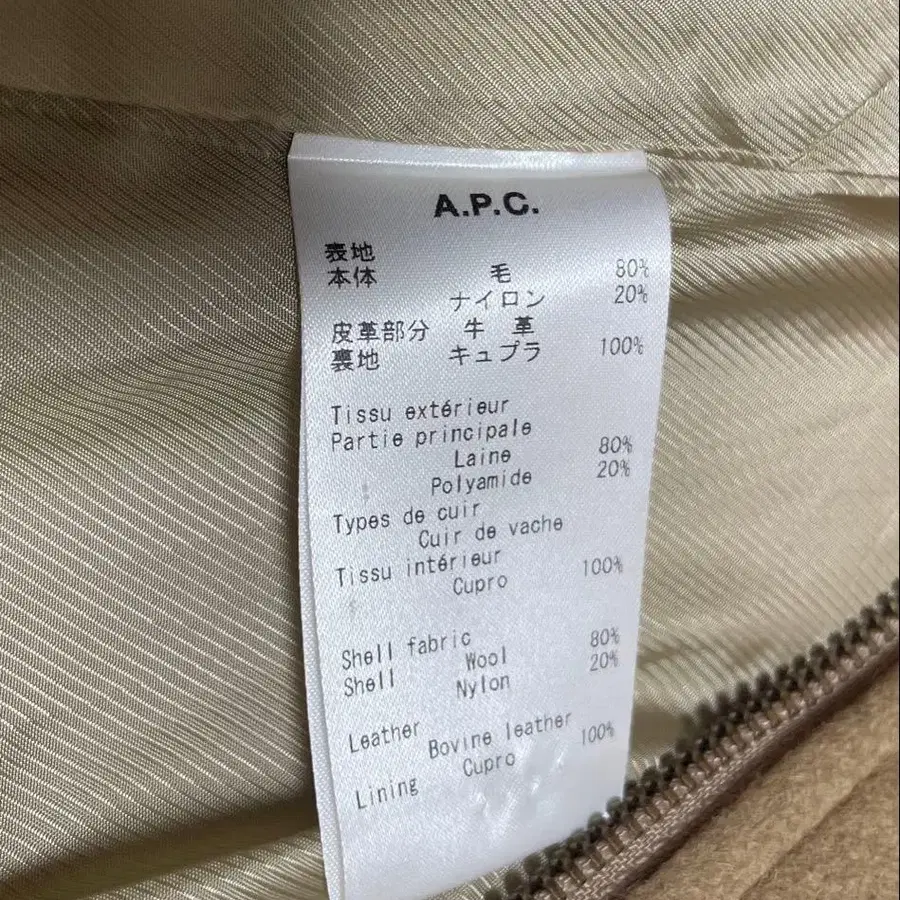 A.P.C.
表地
本体 毛 80%
ナイロン 20%
皮革部分 牛 革
裏地 キュプラ 100%
Tissu extérieur
Partie principale
Laine 80%
Polyamide 20%
Types de cuir
Cuir de vache
Tissu intérieur
Cupro 100%
Shell fabric
Shell Wool 80%
Nylon 20%
Leather
Bovine leather
Lining Cupro 100%